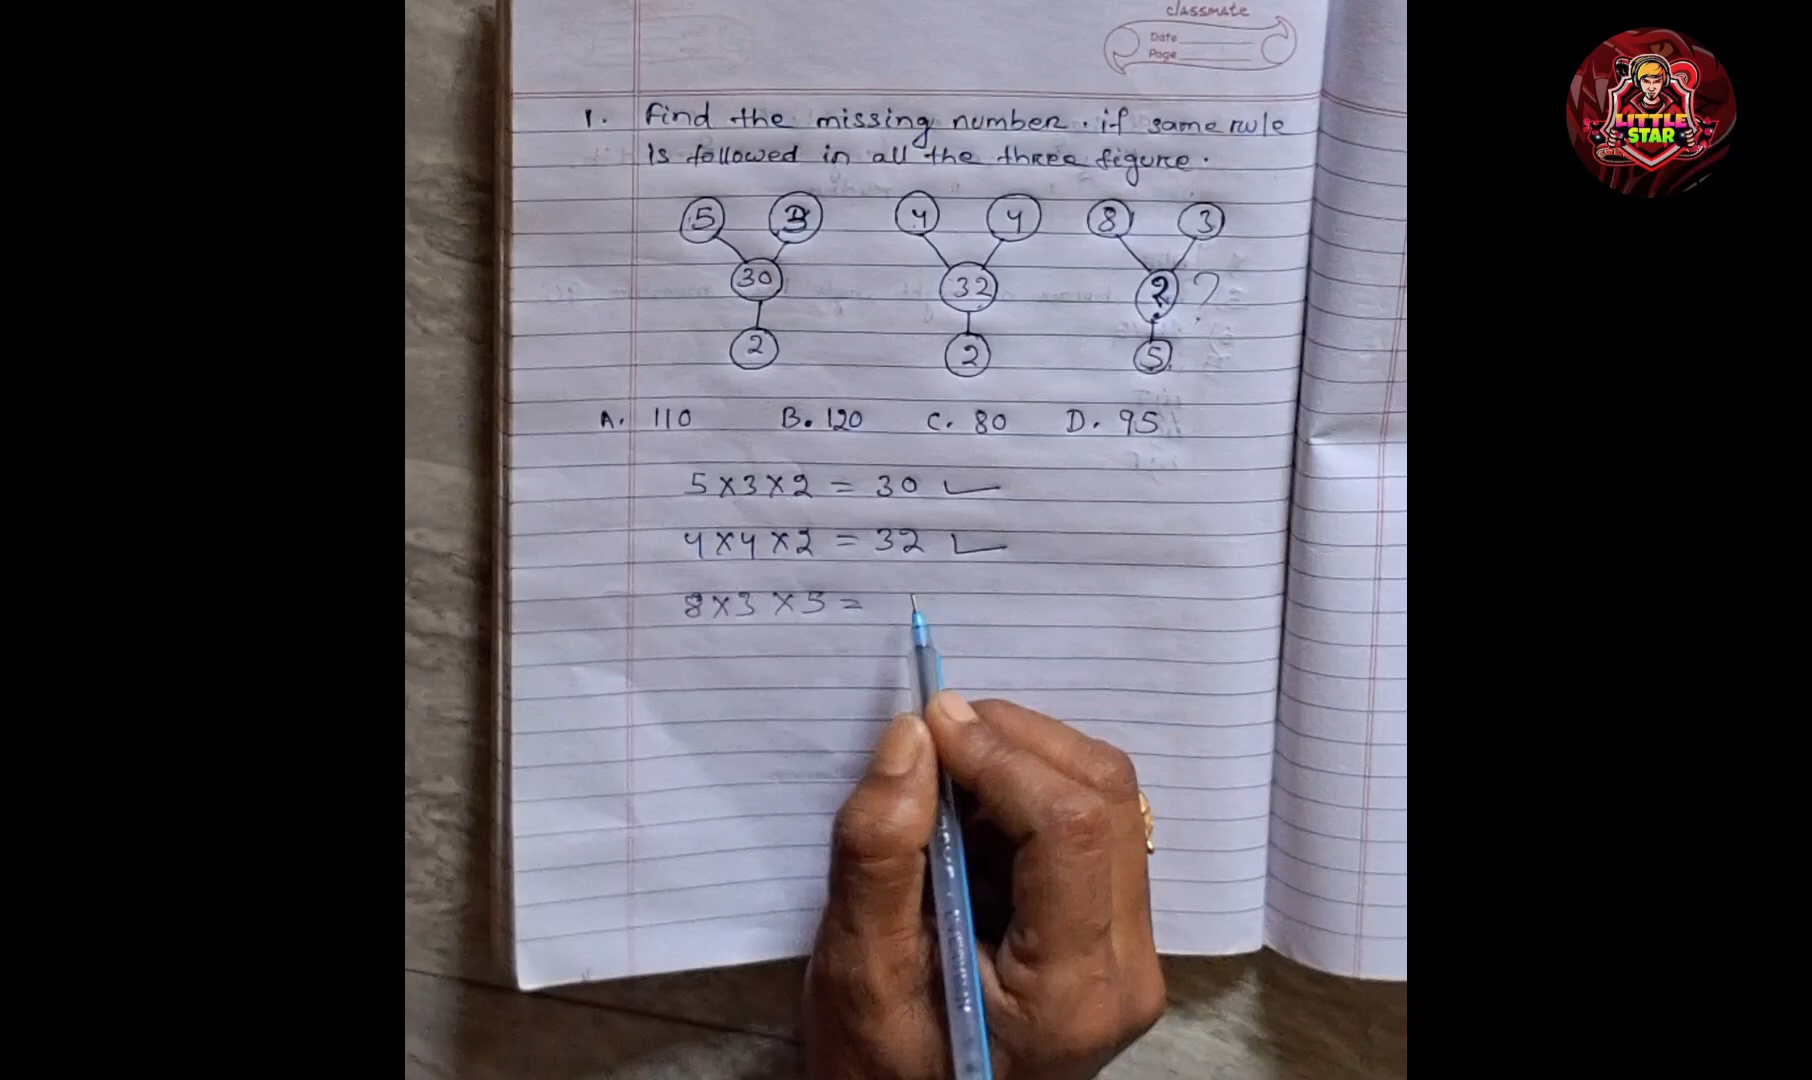 classmate
Date
Page
1. Find the missing number. if same rule
is followed in all the three figure.
5 3 4 4 8 3
30 32 ? ?
2 2 5
A. 110 B. 120 C. 80 D. 95
5×3×2 = 30
4×4×2 = 32
8×3×5 =
LITTLE
STAR